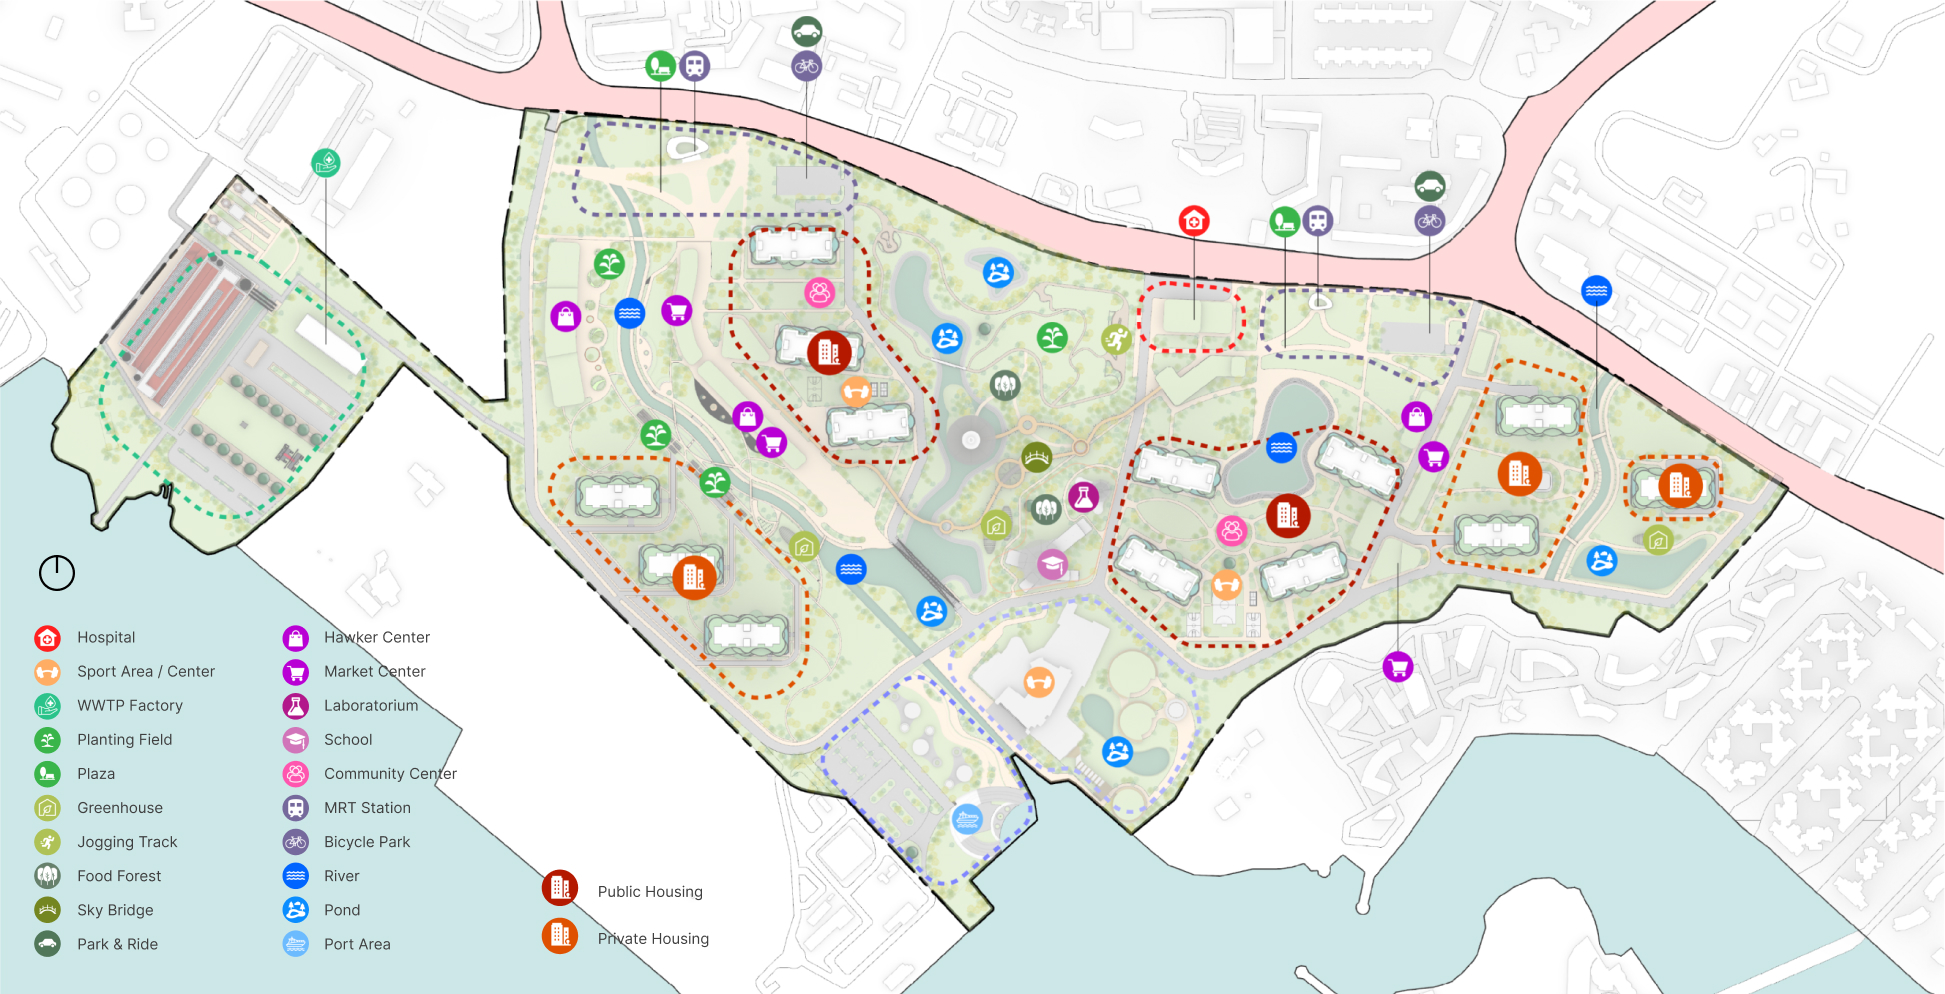 Hospital
Sport Area / Center
WWTP Factory
Planting Field
Plaza
Greenhouse
Jogging Track
Food Forest
Sky Bridge
Park & Ride
Hawker Center
Market Center
Laboratorium
School
Community Center
MRT Station
Bicycle Park
River
Pond
Port Area
Public Housing
Private Housing